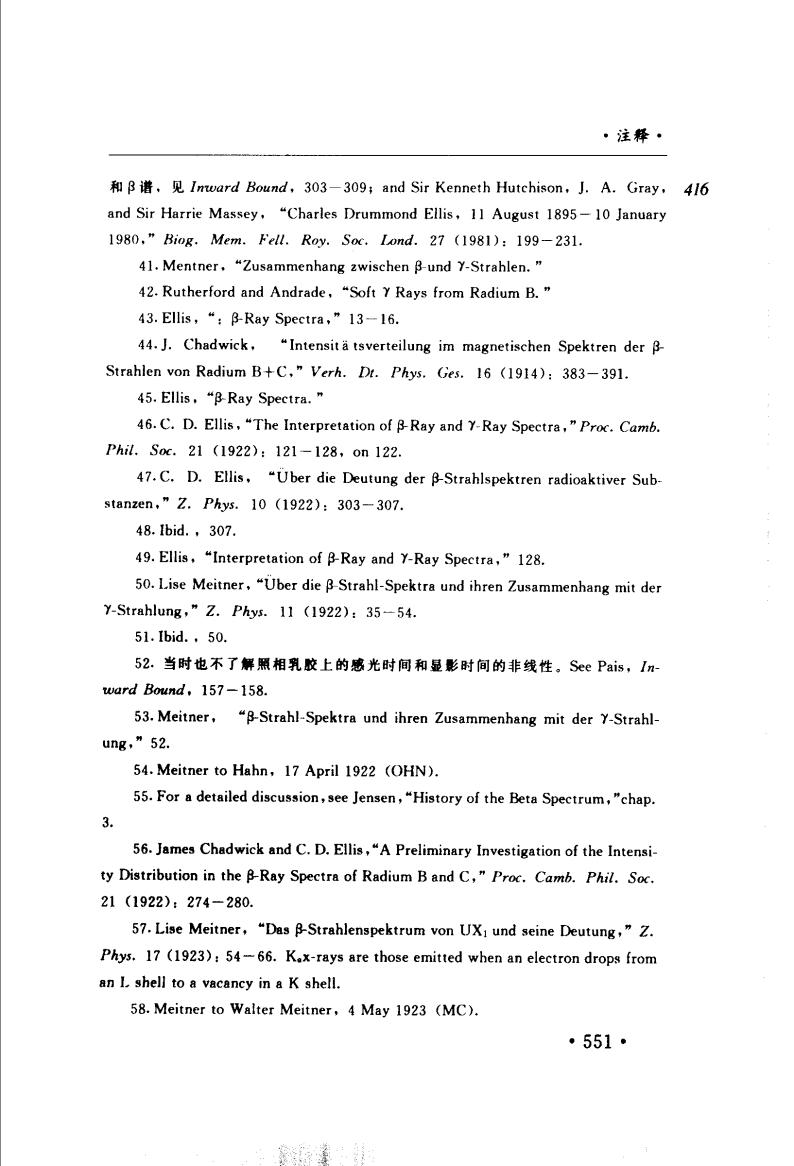 ·注释·
和β谱，见 Inward Bound, 303—309; and Sir Kenneth Hutchison, J. A. Gray, 416
and Sir Harrie Massey, “Charles Drummond Ellis, 11 August 1895—10 January
1980,” Biog. Mem. Fell. Roy. Soc. Lond. 27 (1981): 199—231.
41. Mentner, “Zusammenhang zwischen β-und γ-Strahlen.”
42. Rutherford and Andrade, “Soft γ Rays from Radium B.”
43. Ellis, “: β-Ray Spectra,” 13—16.
44. J. Chadwick, “Intensitä tsverteilung im magnetischen Spektren der β-
Strahlen von Radium B+C,” Verh. Dt. Phys. Ges. 16 (1914): 383—391.
45. Ellis, “β-Ray Spectra.”
46. C. D. Ellis, “The Interpretation of β-Ray and γ-Ray Spectra,” Proc. Camb.
Phil. Soc. 21 (1922): 121—128, on 122.
47. C. D. Ellis, “Über die Deutung der β-Strahlspektren radioaktiver Sub-
stanzen,” Z. Phys. 10 (1922): 303—307.
48. Ibid., 307.
49. Ellis, “Interpretation of β-Ray and γ-Ray Spectra,” 128.
50. Lise Meitner, “Über die β-Strahl-Spektra und ihren Zusammenhang mit der
γ-Strahlung,” Z. Phys. 11 (1922): 35—54.
51. Ibid., 50.
52. 当时也不了解照相乳胶上的感光时间和显影时间的非线性。See Pais, In-
ward Bound, 157—158.
53. Meitner, “β-Strahl-Spektra und ihren Zusammenhang mit der γ-Strahl-
ung,” 52.
54. Meitner to Hahn, 17 April 1922 (OHN).
55. For a detailed discussion, see Jensen, “History of the Beta Spectrum,” chap.
3.
56. James Chadwick and C. D. Ellis, “A Preliminary Investigation of the Intensi-
ty Distribution in the β-Ray Spectra of Radium B and C,” Proc. Camb. Phil. Soc.
21 (1922): 274—280.
57. Lise Meitner, “Das β-Strahlenspektrum von UX₁ und seine Deutung,” Z.
Phys. 17 (1923): 54—66. Kₐx-rays are those emitted when an electron drops from
an L shell to a vacancy in a K shell.
58. Meitner to Walter Meitner, 4 May 1923 (MC).
·551·